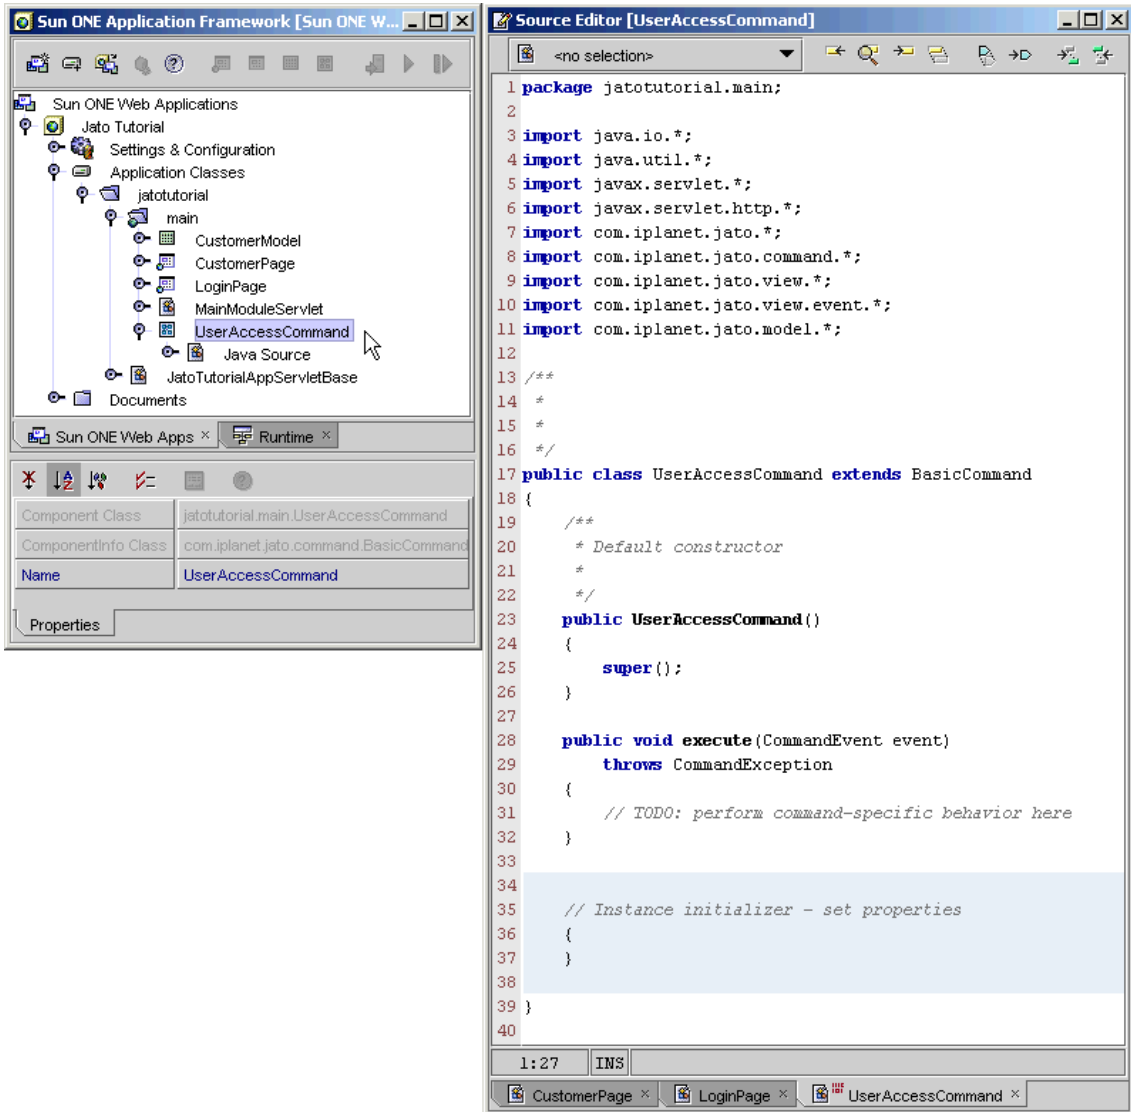 Sun ONE Application Framework [Sun ONE W...
Sun ONE Web Applications
Jato Tutorial
Settings & Configuration
Application Classes
jatotutorial
main
CustomerModel
CustomerPage
LoginPage
MainModuleServlet
UserAccessCommand
Java Source
JatoTutorialAppServletBase
Documents
Sun ONE Web Apps × Runtime ×
Component Class jatotutorial.main.UserAccessCommand
ComponentInfo Class com.iplanet.jato.command.BasicCommand
Name UserAccessCommand
Properties
Source Editor [UserAccessCommand]
<no selection>
1 package jatotutorial.main;
2
3 import java.io.*;
4 import java.util.*;
5 import javax.servlet.*;
6 import javax.servlet.http.*;
7 import com.iplanet.jato.*;
8 import com.iplanet.jato.command.*;
9 import com.iplanet.jato.view.*;
10 import com.iplanet.jato.view.event.*;
11 import com.iplanet.jato.model.*;
12
13 /**
14 *
15 *
16 */
17 public class UserAccessCommand extends BasicCommand
18 {
19 /**
20 * Default constructor
21 *
22 */
23 public UserAccessCommand()
24 {
25 super();
26 }
27
28 public void execute(CommandEvent event)
29 throws CommandException
30 {
31 // TODO: perform command-specific behavior here
32 }
33
34
35 // Instance initializer - set properties
36 {
37 }
38
39 }
40
1:27 INS
CustomerPage × LoginPage × UserAccessCommand ×